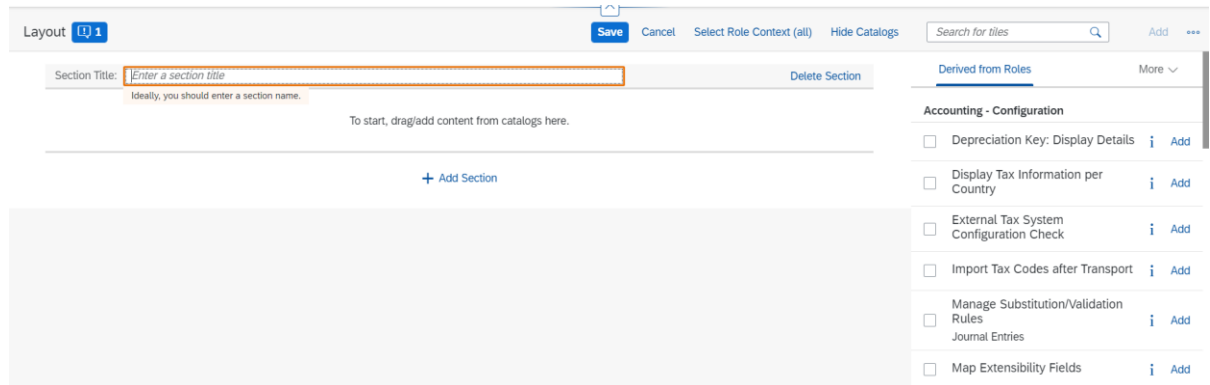 Layout 1 Save Cancel Select Role Context (all) Hide Catalogs Search for tiles Add
Section Title: Enter a section title Delete Section
Ideally, you should enter a section name.
To start, drag/add content from catalogs here.
+ Add Section
Derived from Roles More
Accounting - Configuration
Depreciation Key: Display Details i Add
Display Tax Information per
Country i Add
External Tax System
Configuration Check i Add
Import Tax Codes after Transport i Add
Manage Substitution/Validation
Rules i Add
Journal Entries
Map Extensibility Fields i Add